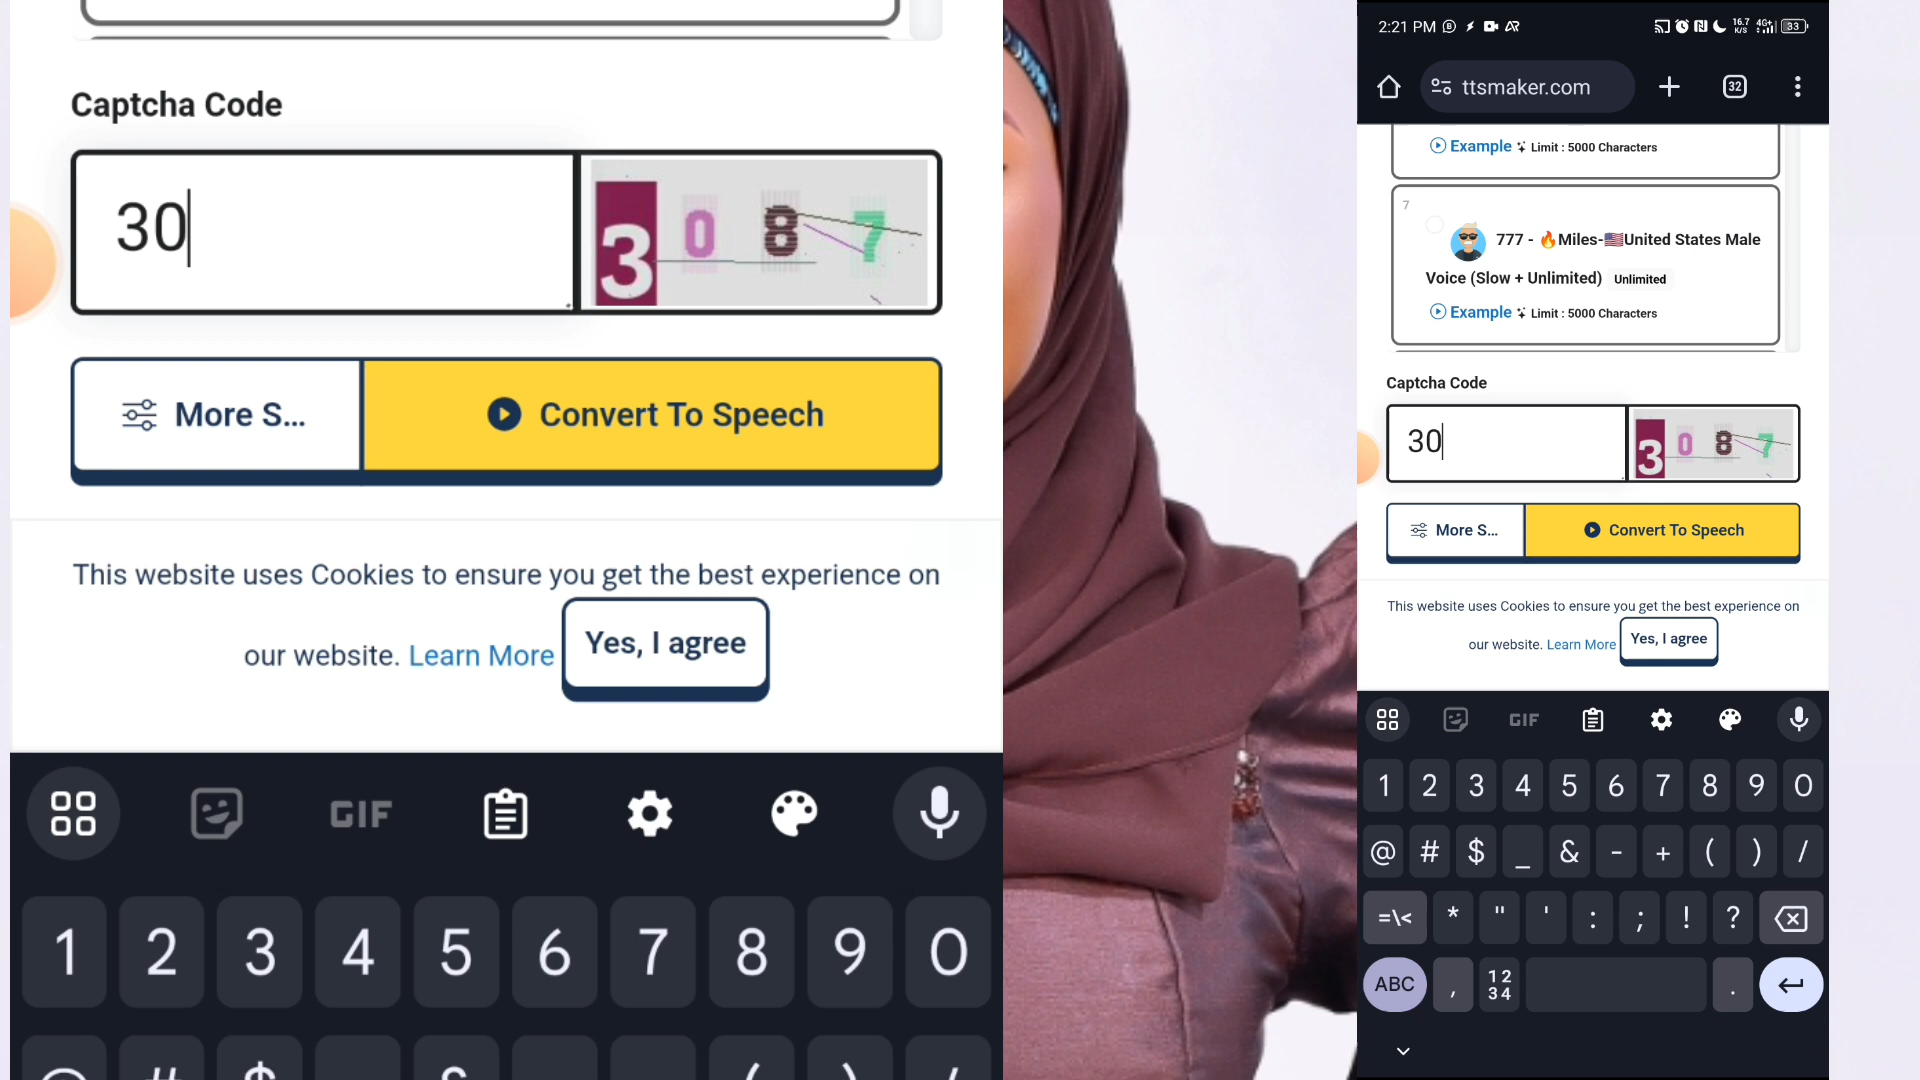 Captcha Code
30
3 0 8 7
More S...
Convert To Speech
This website uses Cookies to ensure you get the best experience on
our website. Learn More
Yes, I agree
GIF
1 2 3 4 5 6 7 8 9 0
2:21 PM
16.7
K/S
4G+
33
ttsmaker.com
32
Example Limit : 5000 Characters
7
777 - 🔥Miles-🇺🇸United States Male
Voice (Slow + Unlimited) Unlimited
Example Limit : 5000 Characters
Captcha Code
30
3 0 8 7
More S...
Convert To Speech
This website uses Cookies to ensure you get the best experience on
our website. Learn More
Yes, I agree
GIF
1 2 3 4 5 6 7 8 9 0
@ # $ _ & - + ( ) /
=\< * " ' : ; ! ?
ABC , 12 .
34